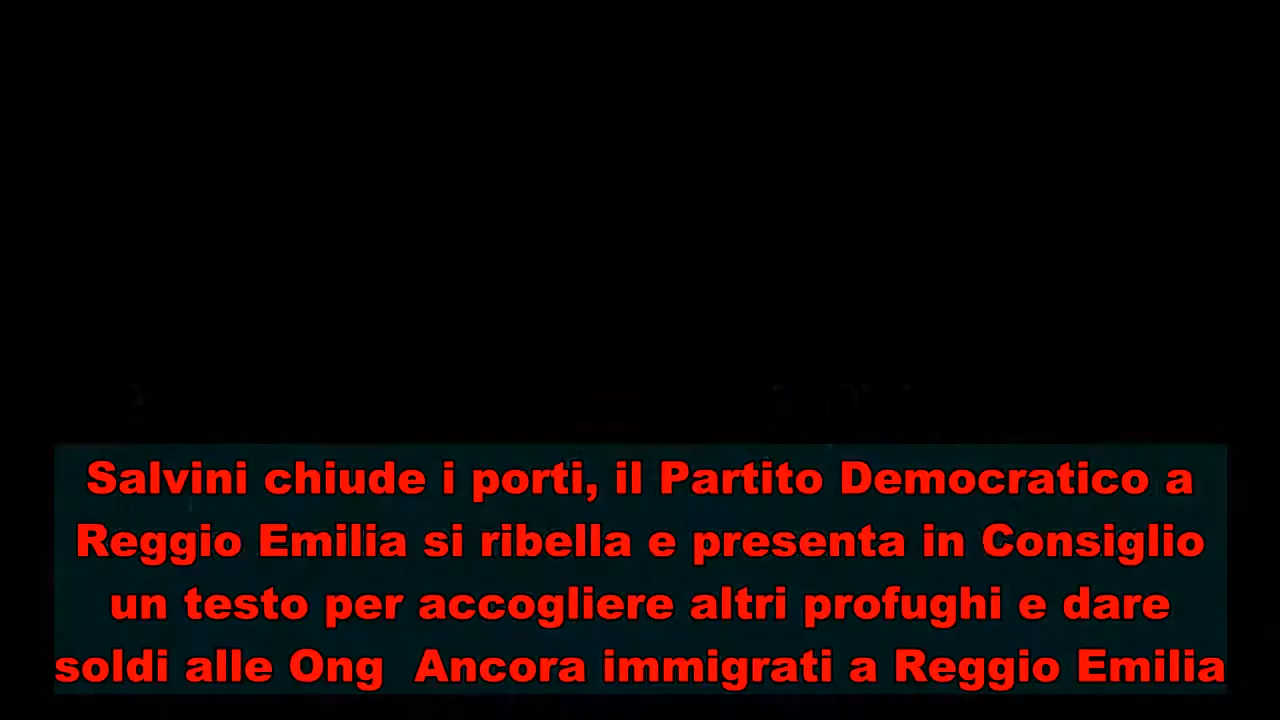 Salvini chiude i porti, il Partito Democratico a
Reggio Emilia si ribella e presenta in Consiglio
un testo per accogliere altri profughi e dare
soldi alle Ong  Ancora immigrati a Reggio Emilia